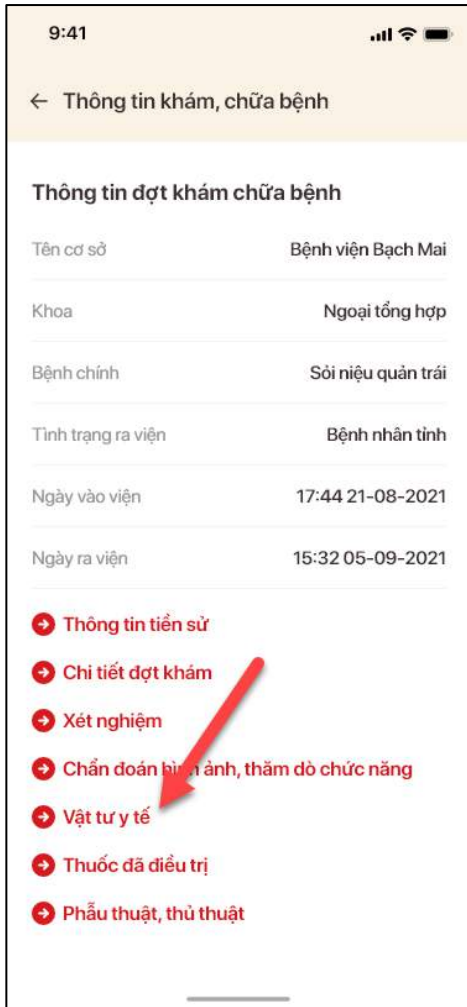 9:41
Thông tin khám, chữa bệnh
Thông tin đợt khám chữa bệnh
Tên cơ sở Bệnh viện Bạch Mai
Khoa Ngoại tổng hợp
Bệnh chính Sỏi niệu quản trái
Tình trạng ra viện Bệnh nhân tỉnh
Ngày vào viện 17:44 21-08-2021
Ngày ra viện 15:32 05-09-2021
Thông tin tiền sử
Chi tiết đợt khám
Xét nghiệm
Chẩn đoán hình ảnh, thăm dò chức năng
Vật tư y tế
Thuốc đã điều trị
Phẫu thuật, thủ thuật